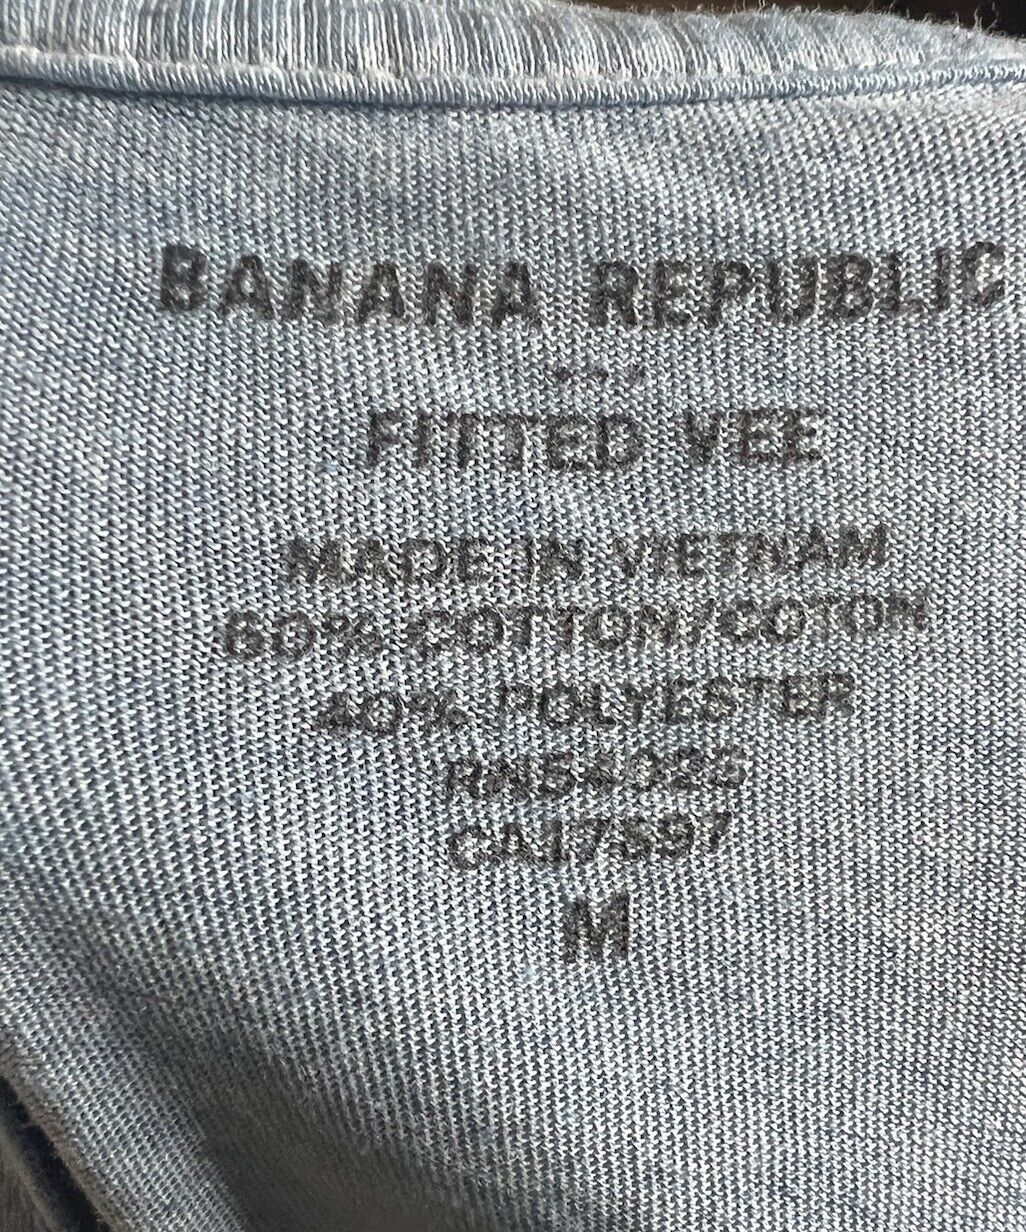 BANANA REPUBLIC
FITTED VEE
MADE IN VIETNAM
60% COTTON/COTON
40% POLYESTER
RN54023
CA17897
M